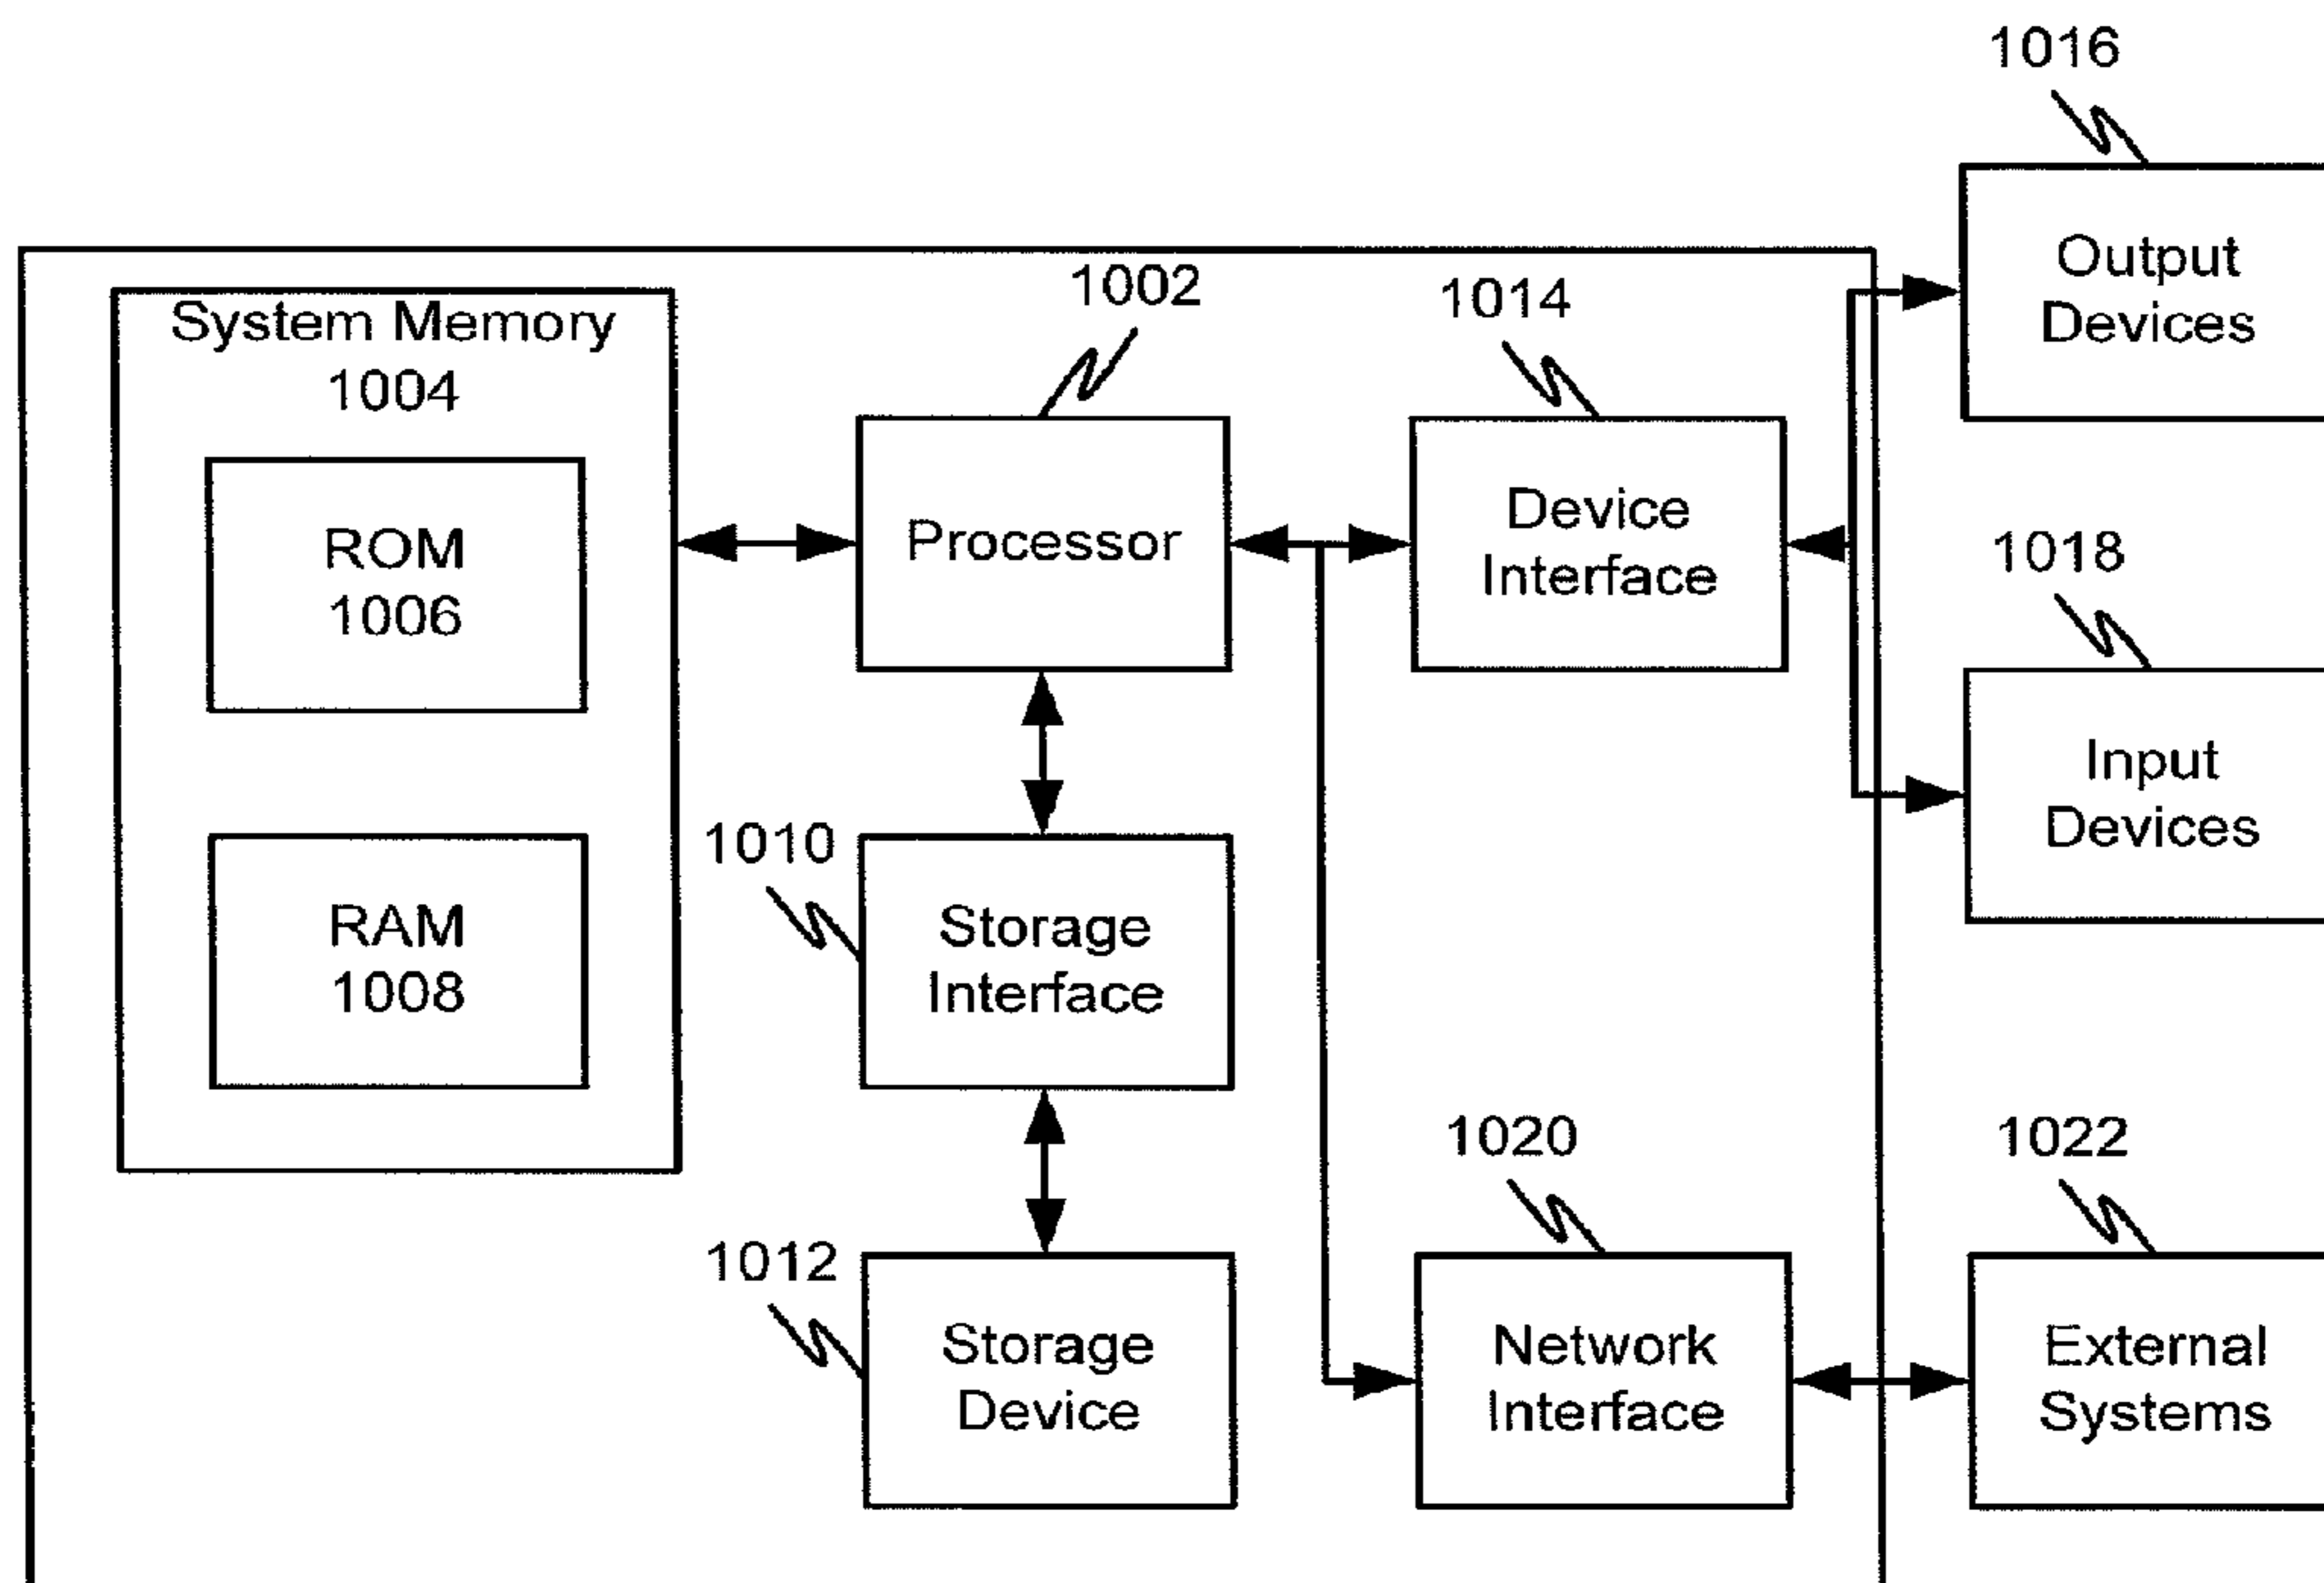 1016
Output
Devices
System Memory
1004
1002
1014
ROM
1006
Processor
Device
Interface
1018
Input
Devices
RAM
1008
1010
Storage
Interface
1020
1022
1012
Storage
Device
Network
Interface
External
Systems